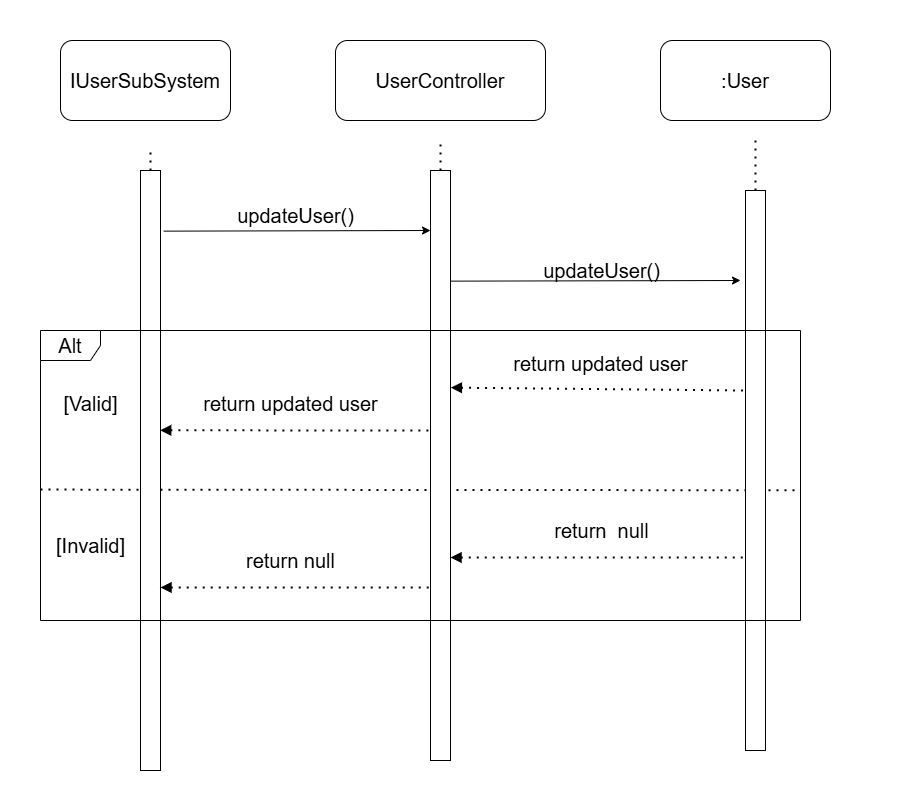 IUserSubSystem
UserController
:User
updateUser()
updateUser()
Alt
return updated user
[Valid]
return updated user
return  null
[Invalid]
return null